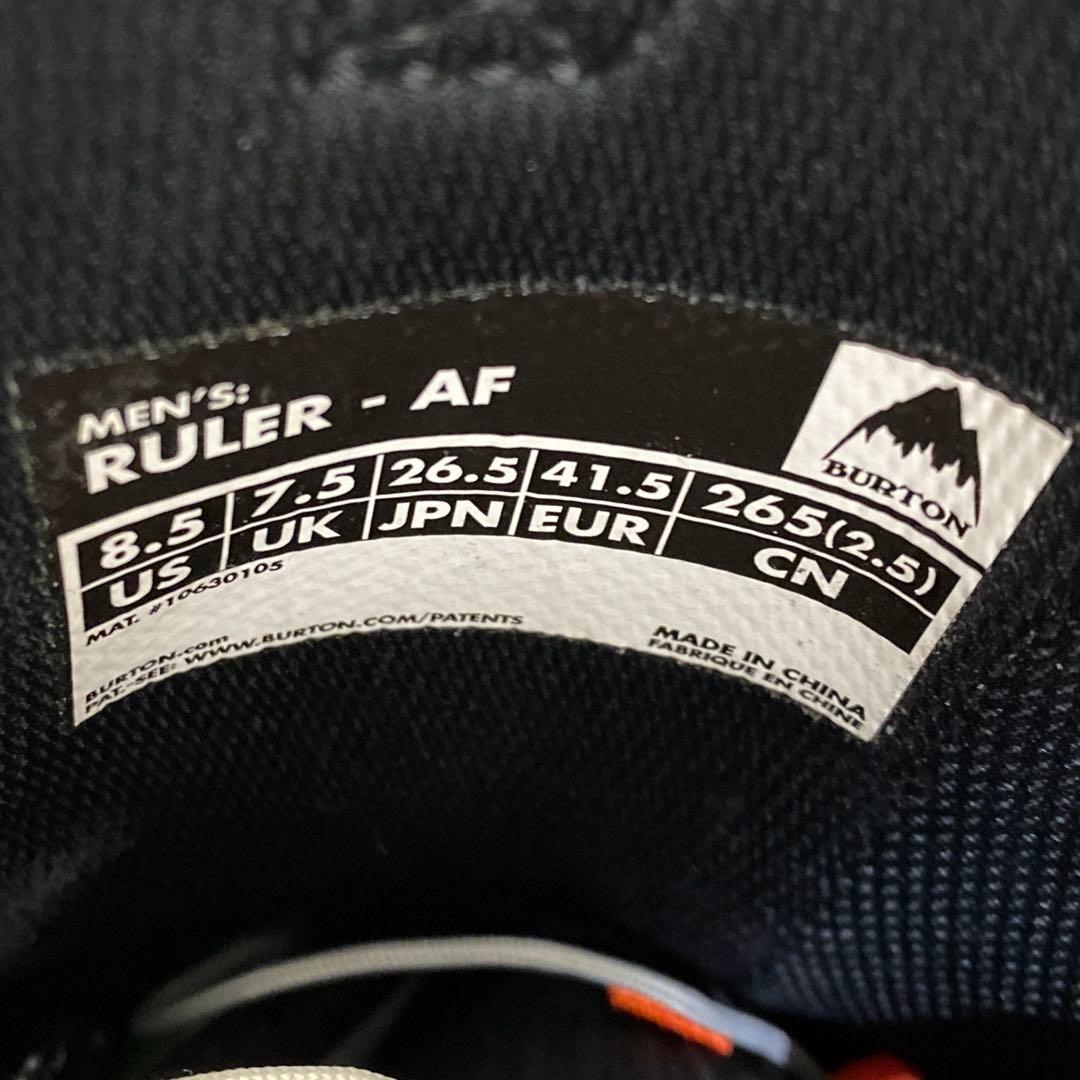 MEN'S:
RULER - AF
BURTON
8.5 7.5 26.5 41.5 265(2.5)
US UK JPN EUR CN
MAT. #10630105
BURTON.com
PAT.-SEE: WWW.BURTON.COM/PATENTS
MADE IN CHINA
FABRIQUE EN CHINE